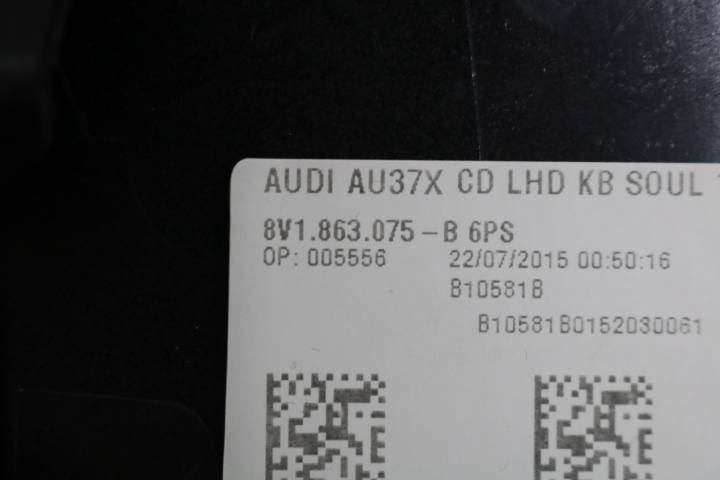 AUDI AU37X CD LHD KB SOUL
8V1.863.075-B 6PS
OP: 005556 22/07/2015 00:50:16
B10581B
B10581B0152030061